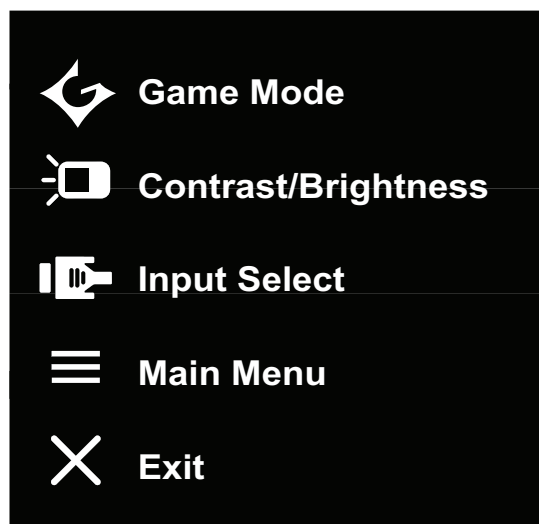 Game Mode
Contrast/Brightness
Input Select
Main Menu
Exit